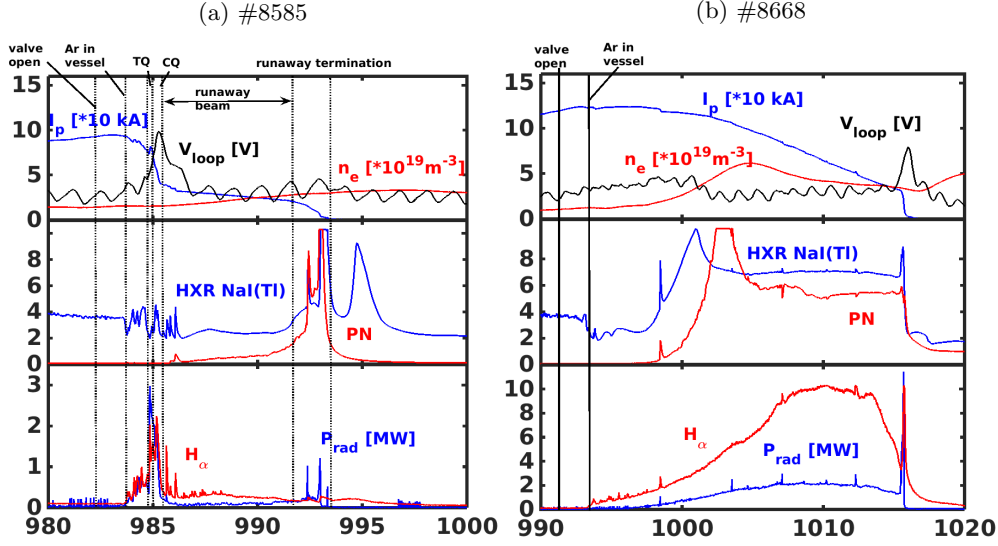 (a) #8585
(b) #8668
valve open
Ar in vessel
TQ
CQ
runaway termination
runaway beam
I_p [*10 kA]
V_loop [V]
n_e [*10^19 m^-3]
15
10
5
0
HXR NaI(Tl)
PN
8
6
4
2
0
H_α
P_rad [MW]
3
2
1
0
980 985 990 995 1000
valve open
Ar in vessel
I_p [*10 kA]
V_loop [V]
n_e [*10^19 m^-3]
15
10
5
0
HXR NaI(Tl)
PN
8
6
4
2
0
H_α
P_rad [MW]
10
8
6
4
2
0
990 1000 1010 1020